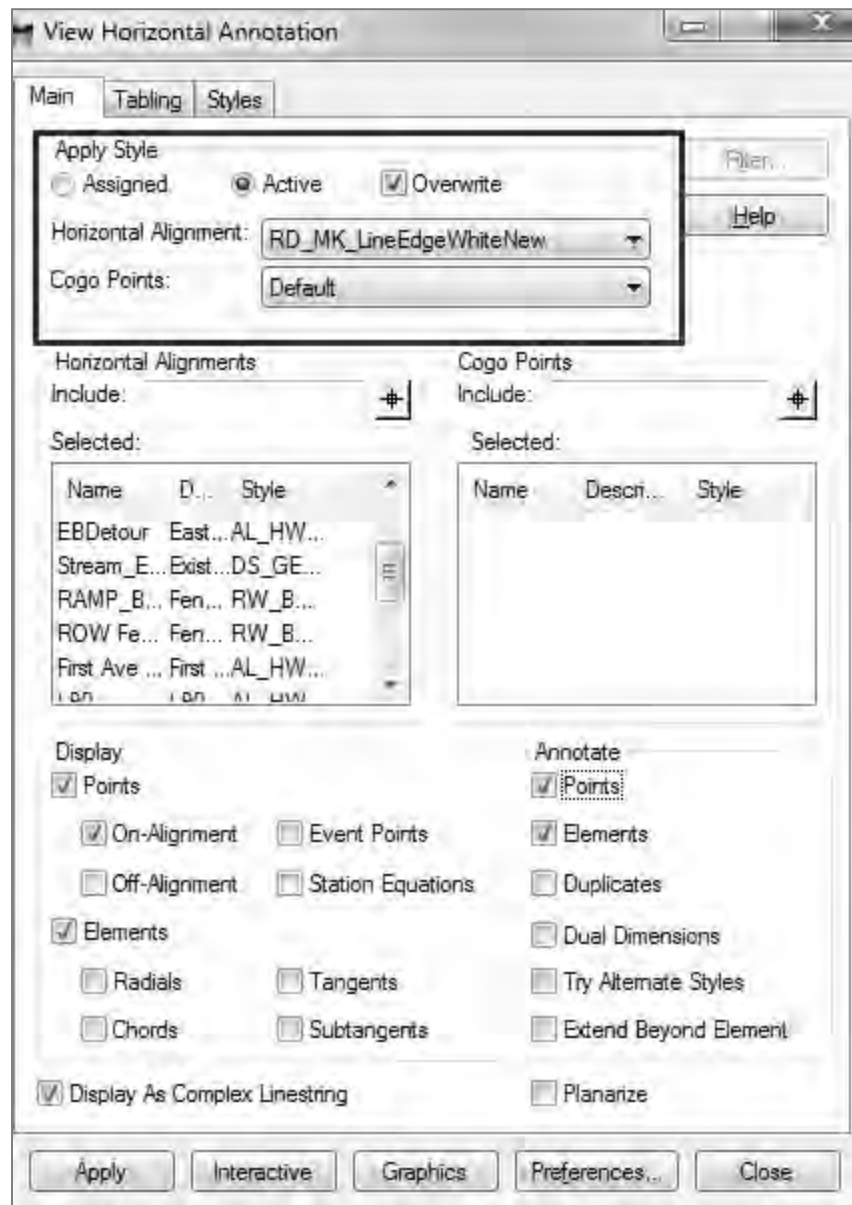 View Horizontal Annotation
Main Tabling Styles
Apply Style
Assigned Active Overwrite
Filter...
Horizontal Alignment: RD_MK_LineEdgeWhiteNew
Help
Cogo Points: Default
Horizontal Alignments Cogo Points
Include: Include:
Selected: Selected:
Name D... Style Name Descri... Style
EBDetour East...AL_HW...
Stream_E...Exist...DS_GE...
RAMP_B... Fen... RW_B...
ROW Fe... Fen... RW_B...
First Ave ... First ...AL_HW...
Display Annotate
Points Points
On-Alignment Event Points Elements
Off-Alignment Station Equations Duplicates
Elements Dual Dimensions
Radials Tangents Try Alternate Styles
Chords Subtangents Extend Beyond Element
Display As Complex Linestring Planarize
Apply Interactive Graphics Preferences... Close